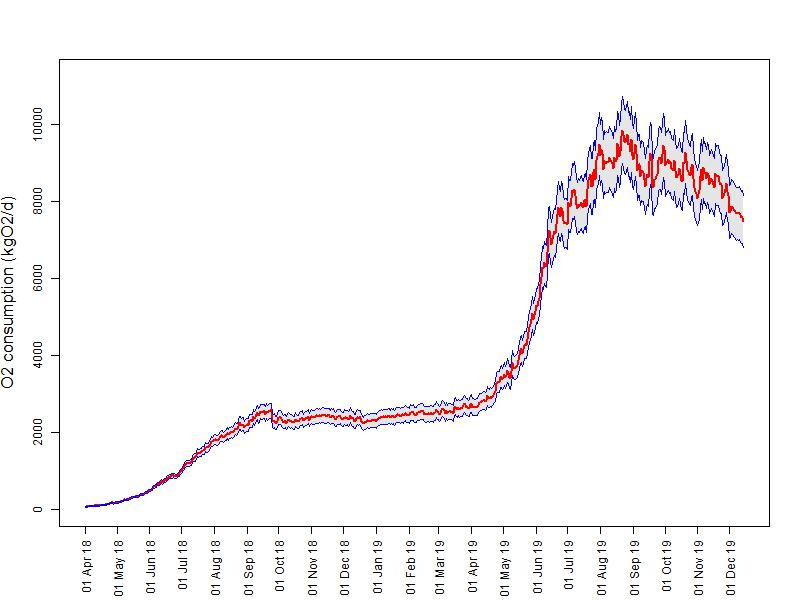 O2 consumption (kgO2/d)
10000
8000
6000
4000
2000
0
01 Apr 18
01 May 18
01 Jun 18
01 Jul 18
01 Aug 18
01 Sep 18
01 Oct 18
01 Nov 18
01 Dec 18
01 Jan 19
01 Feb 19
01 Mar 19
01 Apr 19
01 May 19
01 Jun 19
01 Jul 19
01 Aug 19
01 Sep 19
01 Oct 19
01 Nov 19
01 Dec 19